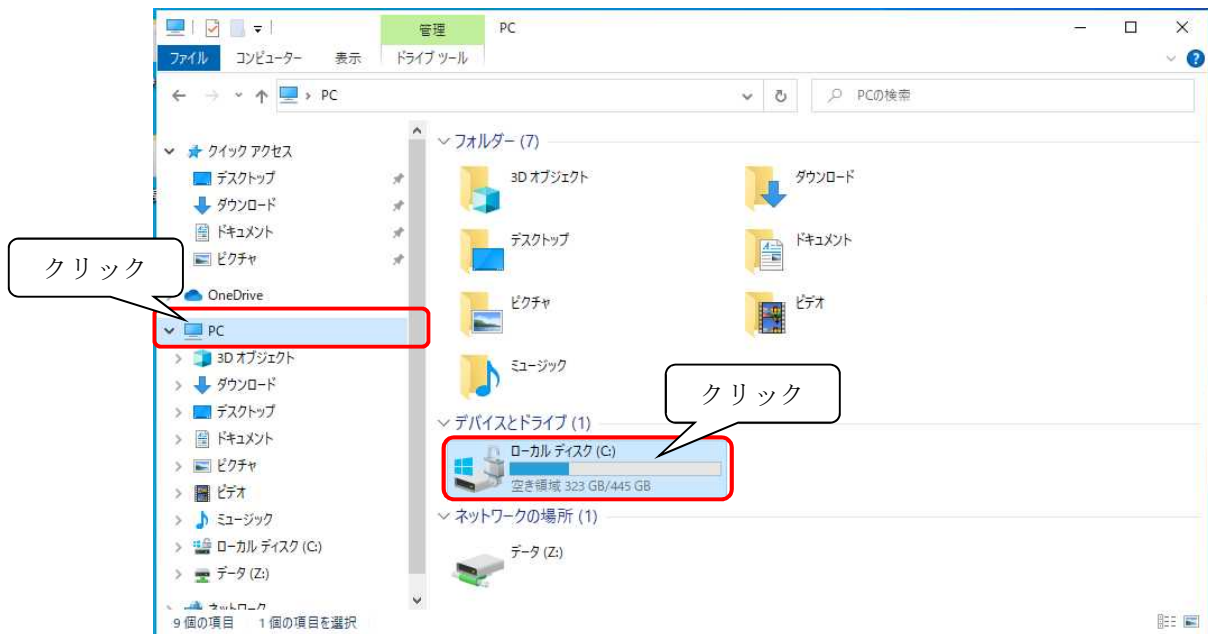 管理
PC
ファイル
コンピューター
表示
ドライブ ツール
PC
PCの検索
クイック アクセス
デスクトップ
ダウンロード
ドキュメント
ピクチャ
クリック
OneDrive
PC
3D オブジェクト
ダウンロード
デスクトップ
ドキュメント
ピクチャ
ビデオ
ミュージック
ローカル ディスク (C:)
データ (Z:)
ネットワーク
フォルダー (7)
3D オブジェクト
ダウンロード
デスクトップ
ドキュメント
ピクチャ
ビデオ
ミュージック
クリック
デバイスとドライブ (1)
ローカル ディスク (C:)
空き領域 323 GB/445 GB
ネットワークの場所 (1)
データ (Z:)
9 個の項目
1 個の項目を選択